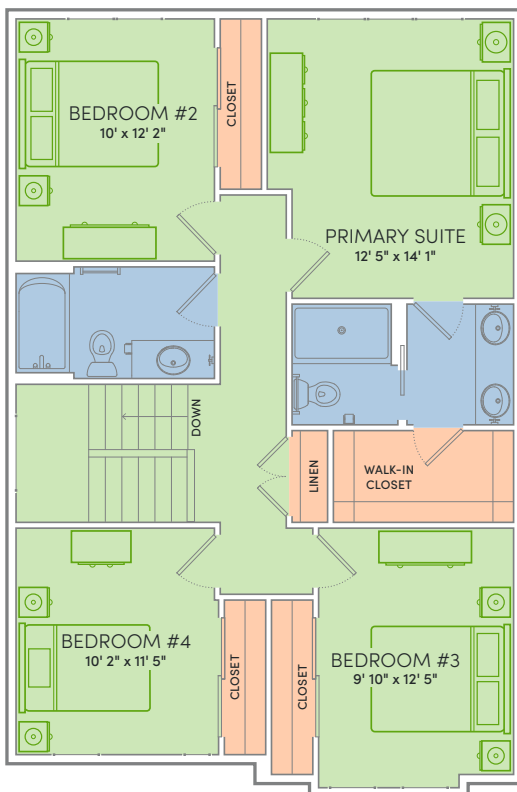 BEDROOM #2
10' x 12' 2"
CLOSET
PRIMARY SUITE
12' 5" x 14' 1"
DOWN
LINEN
WALK-IN
CLOSET
BEDROOM #4
10' 2" x 11' 5"
CLOSET
CLOSET
BEDROOM #3
9' 10" x 12' 5"